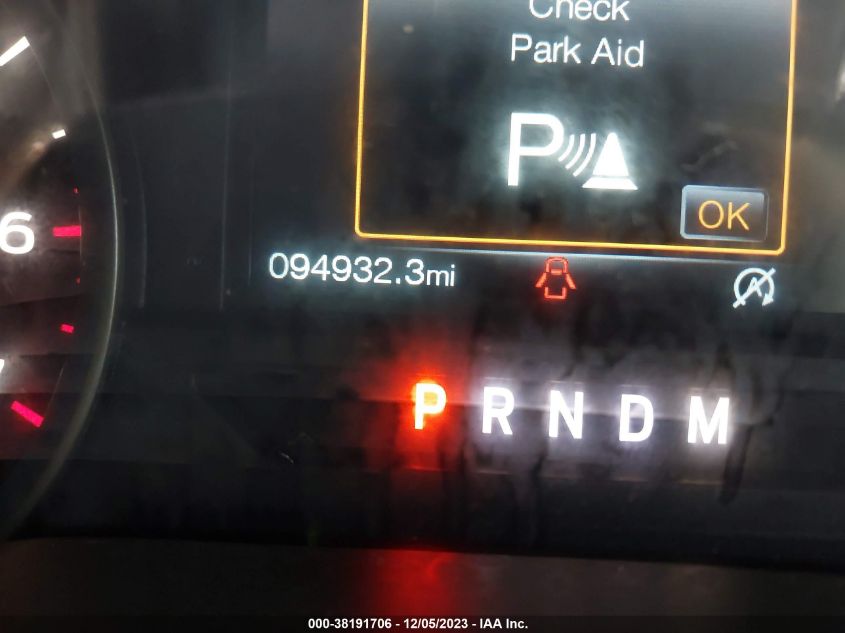 Check
Park Aid
P
OK
6
094932.3mi
A
P R N D M
000-38191706 - 12/05/2023 - IAA Inc.